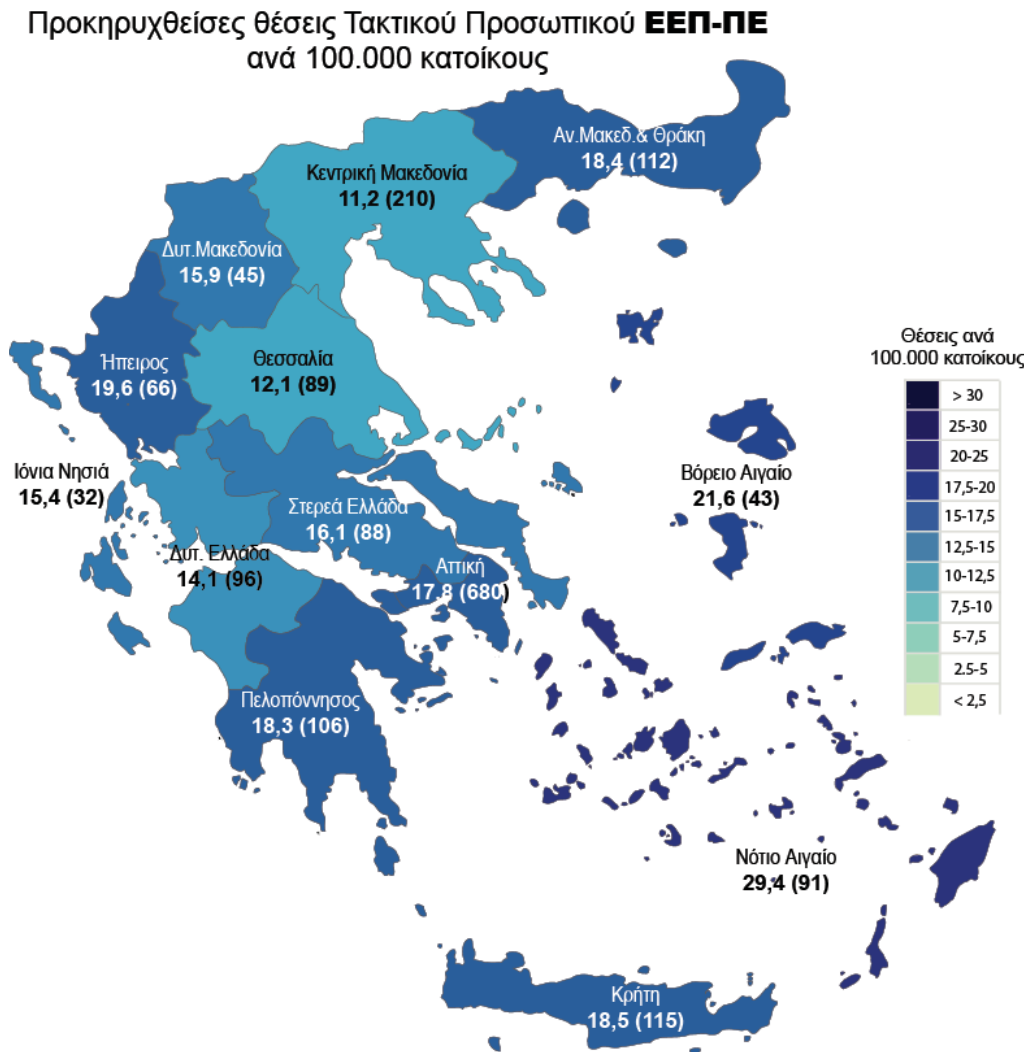 Προκηρυχθείσες θέσεις Τακτικού Προσωπικού ΕΕΠ-ΠΕ
ανά 100.000 κατοίκους
Αν.Μακεδ.& Θράκη
18,4 (112)
Κεντρική Μακεδονία
11,2 (210)
Δυτ.Μακεδονία
15,9 (45)
Ήπειρος
19,6 (66)
Θεσσαλία
12,1 (89)
Θέσεις ανά
100.000 κατοίκους
> 30
25-30
20-25
17,5-20
15-17,5
12,5-15
10-12,5
7,5-10
5-7,5
2.5-5
< 2,5
Ιόνια Νησιά
15,4 (32)
Βόρειο Αιγαίο
21,6 (43)
Στερεά Ελλάδα
16,1 (88)
Δυτ. Ελλάδα
14,1 (96)
Αττική
17,8 (680)
Πελοπόννησος
18,3 (106)
Νότιο Αιγαίο
29,4 (91)
Κρήτη
18,5 (115)